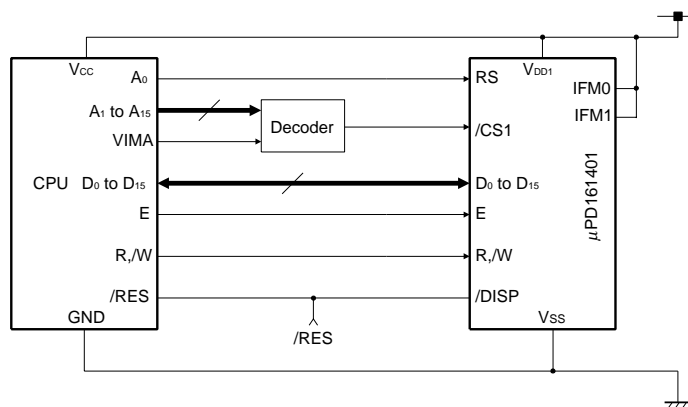 VCC
A0
A1 to A15
VIMA
CPU
D0 to D15
E
R,/W
/RES
GND
Decoder
/RES
VDD1
RS
IFM0
IFM1
/CS1
D0 to D15
E
R,/W
/DISP
VSS
μPD161401